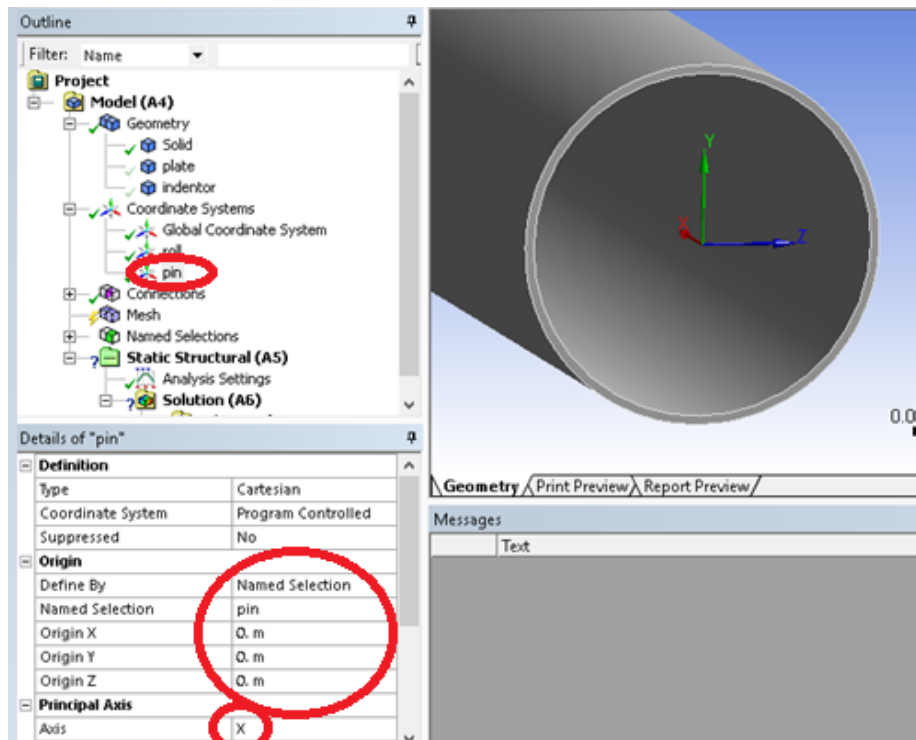 Outline
Filter: Name
Project
Model (A4)
Geometry
Solid
plate
indentor
Coordinate Systems
Global Coordinate System
roll
pin
Connections
Mesh
Named Selections
Static Structural (A5)
Analysis Settings
Solution (A6)
Details of "pin"
Definition
Type Cartesian
Coordinate System Program Controlled
Suppressed No
Origin
Define By Named Selection
Named Selection pin
Origin X 0. m
Origin Y 0. m
Origin Z 0. m
Principal Axis
Axis X
Y
X
Z
0.0
Geometry Print Preview Report Preview
Messages
Text